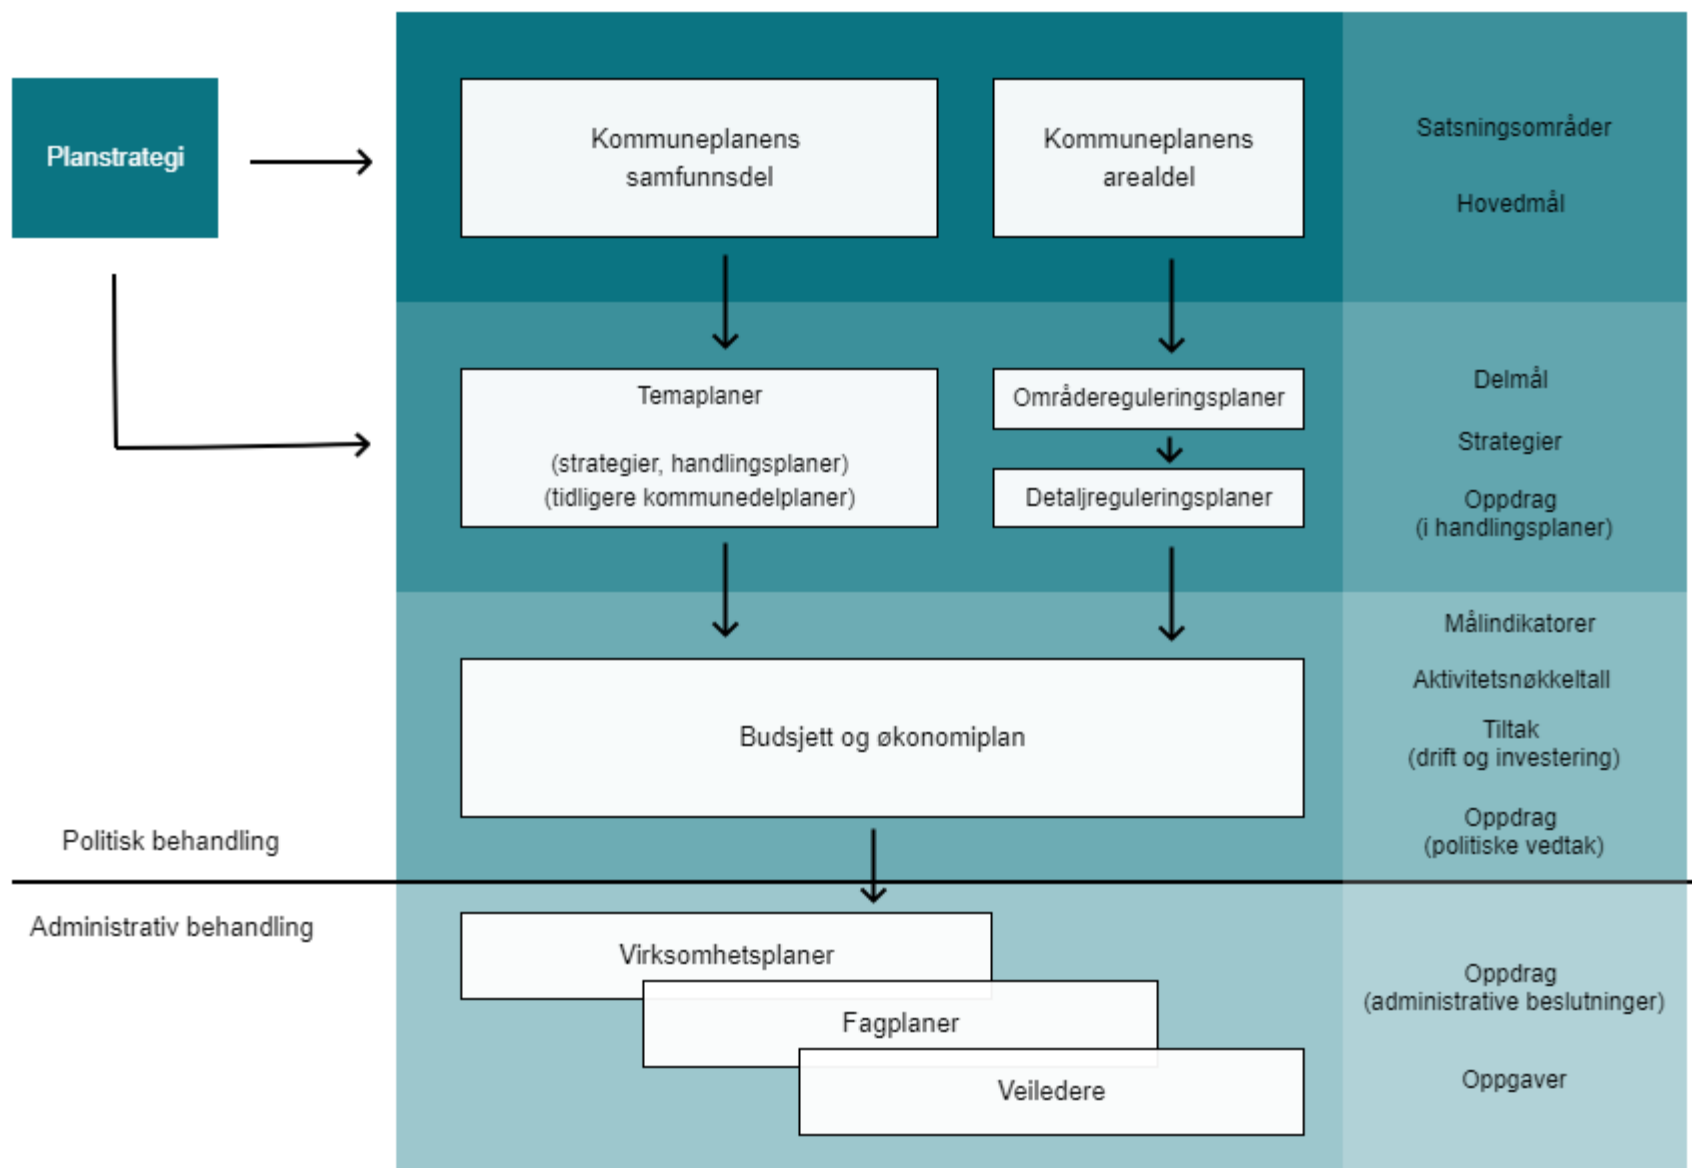 Planstrategi
Kommuneplanens
samfunnsdel
Kommuneplanens
arealdel
Satsningsområder
Hovedmål
Temaplaner
(strategier, handlingsplaner)
(tidligere kommunedelplaner)
Områdereguleringsplaner
Detaljreguleringsplaner
Delmål
Strategier
Oppdrag
(i handlingsplaner)
Budsjett og økonomiplan
Målindikatorer
Aktivitetsnøkkeltall
Tiltak
(drift og investering)
Oppdrag
(politiske vedtak)
Politisk behandling
Administrativ behandling
Virksomhetsplaner
Fagplaner
Veiledere
Oppdrag
(administrative beslutninger)
Oppgaver